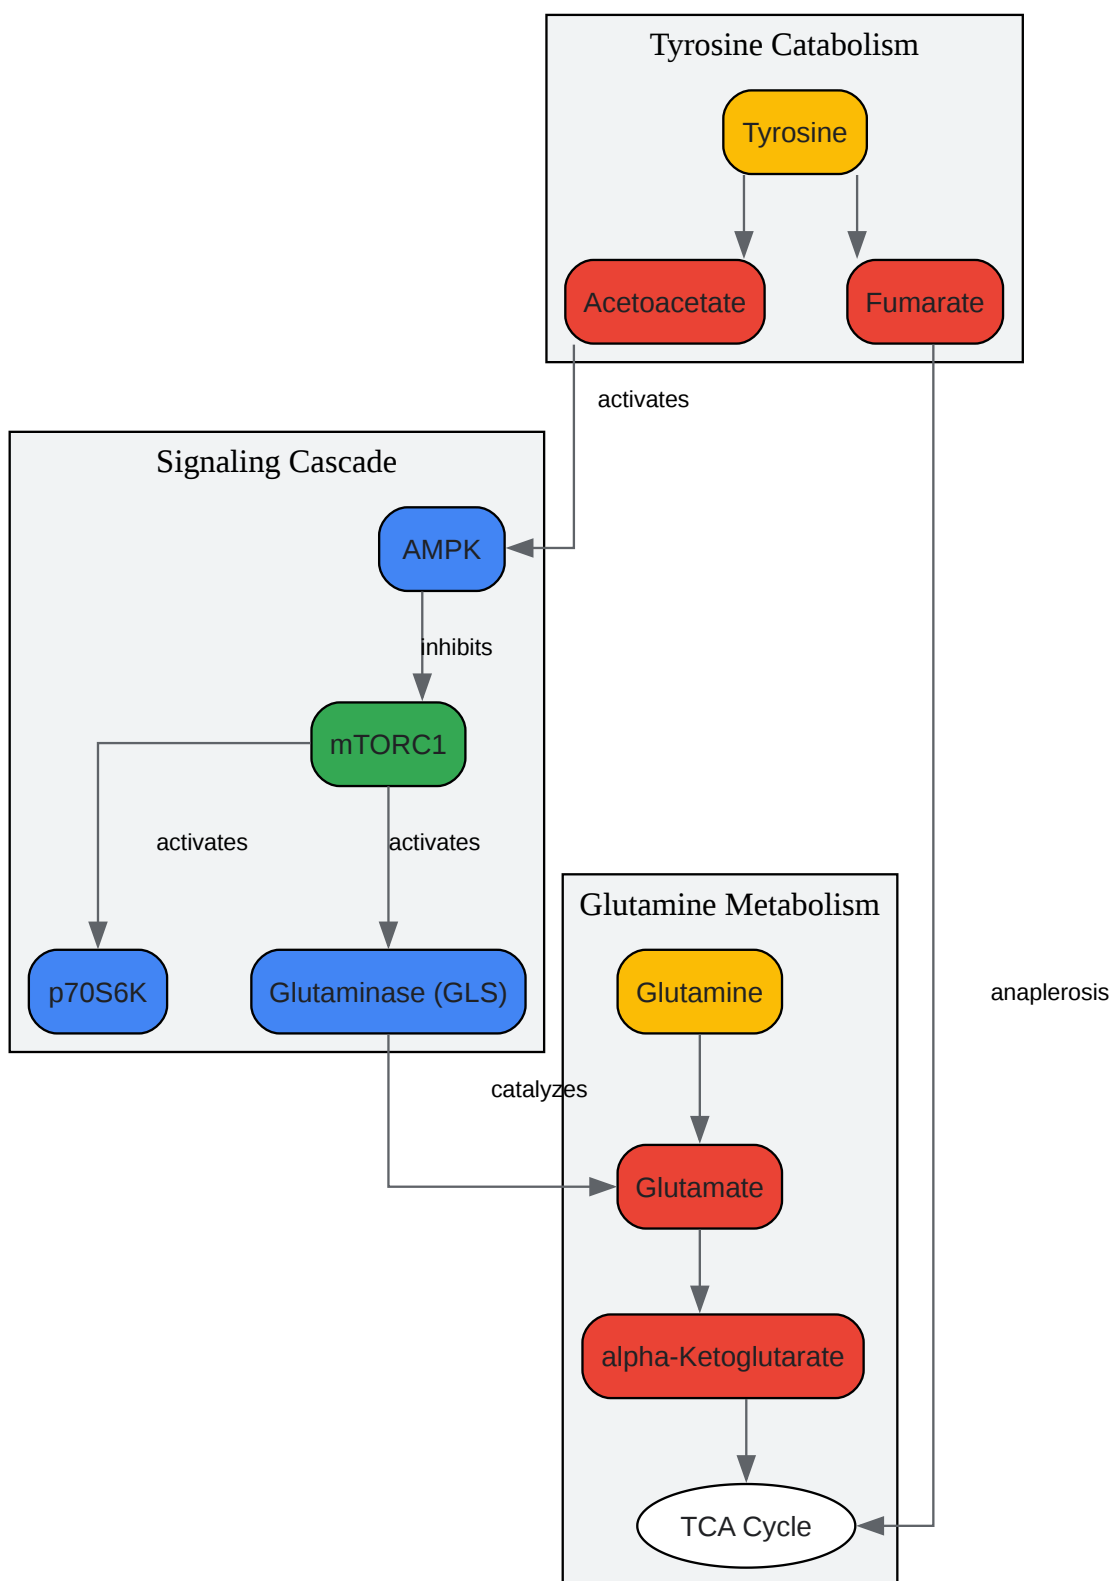 Tyrosine Catabolism
Tyrosine
Acetoacetate
Fumarate
activates
Signaling Cascade
AMPK
inhibits
mTORC1
activates
activates
p70S6K
Glutaminase (GLS)
Glutamine Metabolism
Glutamine
anaplerosis
catalyzes
Glutamate
alpha-Ketoglutarate
TCA Cycle